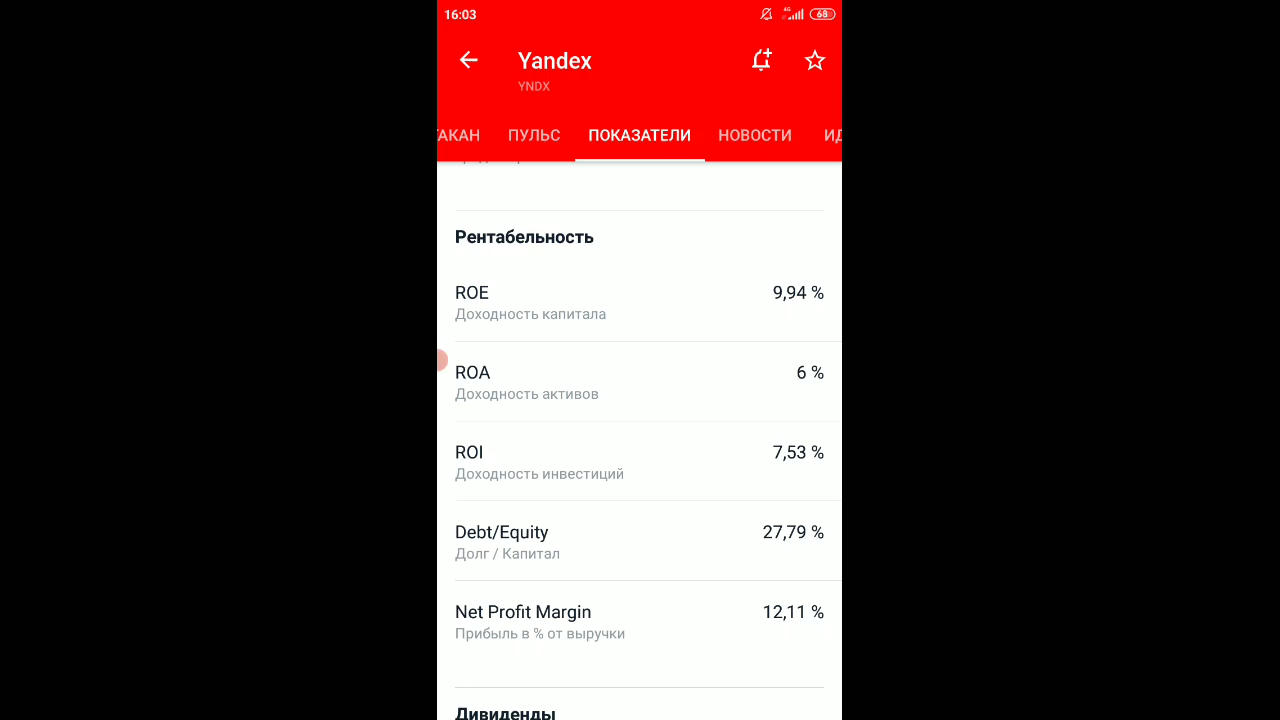 16:03
4G
68
Yandex
YNDX
АКАН ПУЛЬС ПОКАЗАТЕЛИ НОВОСТИ ИД
Рентабельность
ROE 9,94 %
Доходность капитала
ROA 6 %
Доходность активов
ROI 7,53 %
Доходность инвестиций
Debt/Equity 27,79 %
Долг / Капитал
Net Profit Margin 12,11 %
Прибыль в % от выручки
Дивиденды